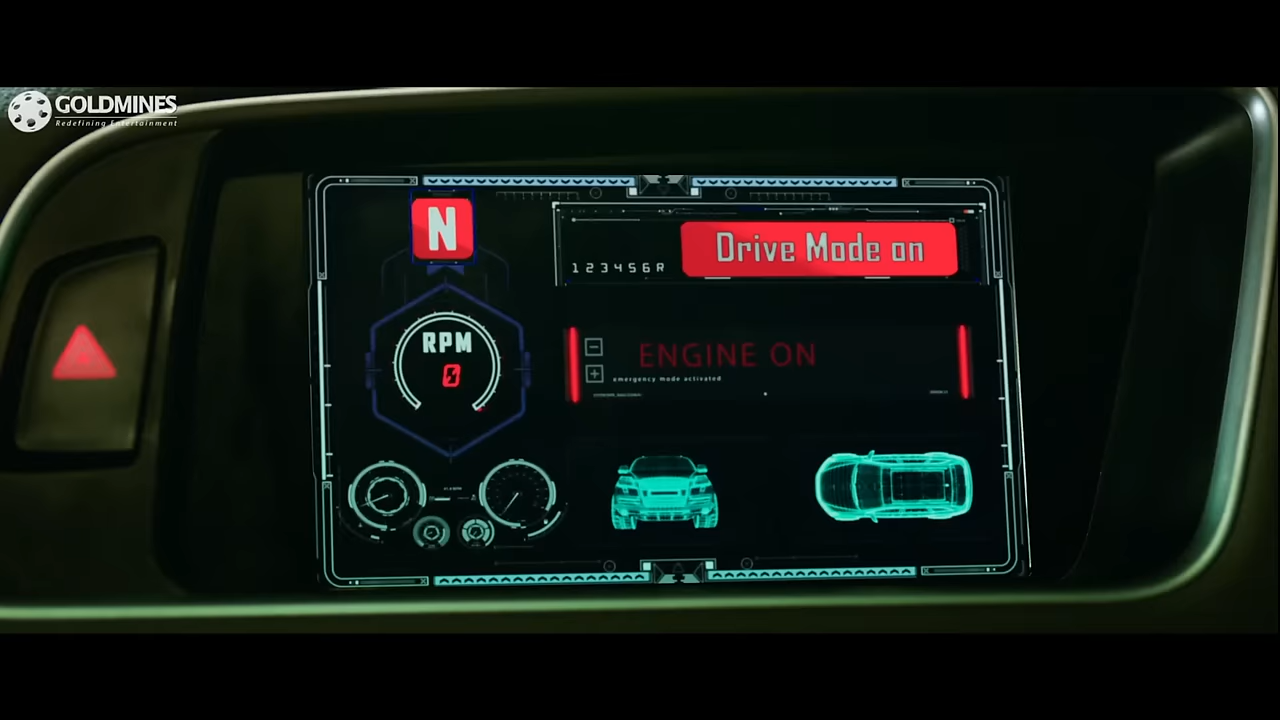 GOLDMINES
Redefining Entertainment
N
Drive Mode on
1 2 3 4 5 6 R
RPM
0
ENGINE ON
emergency mode activated